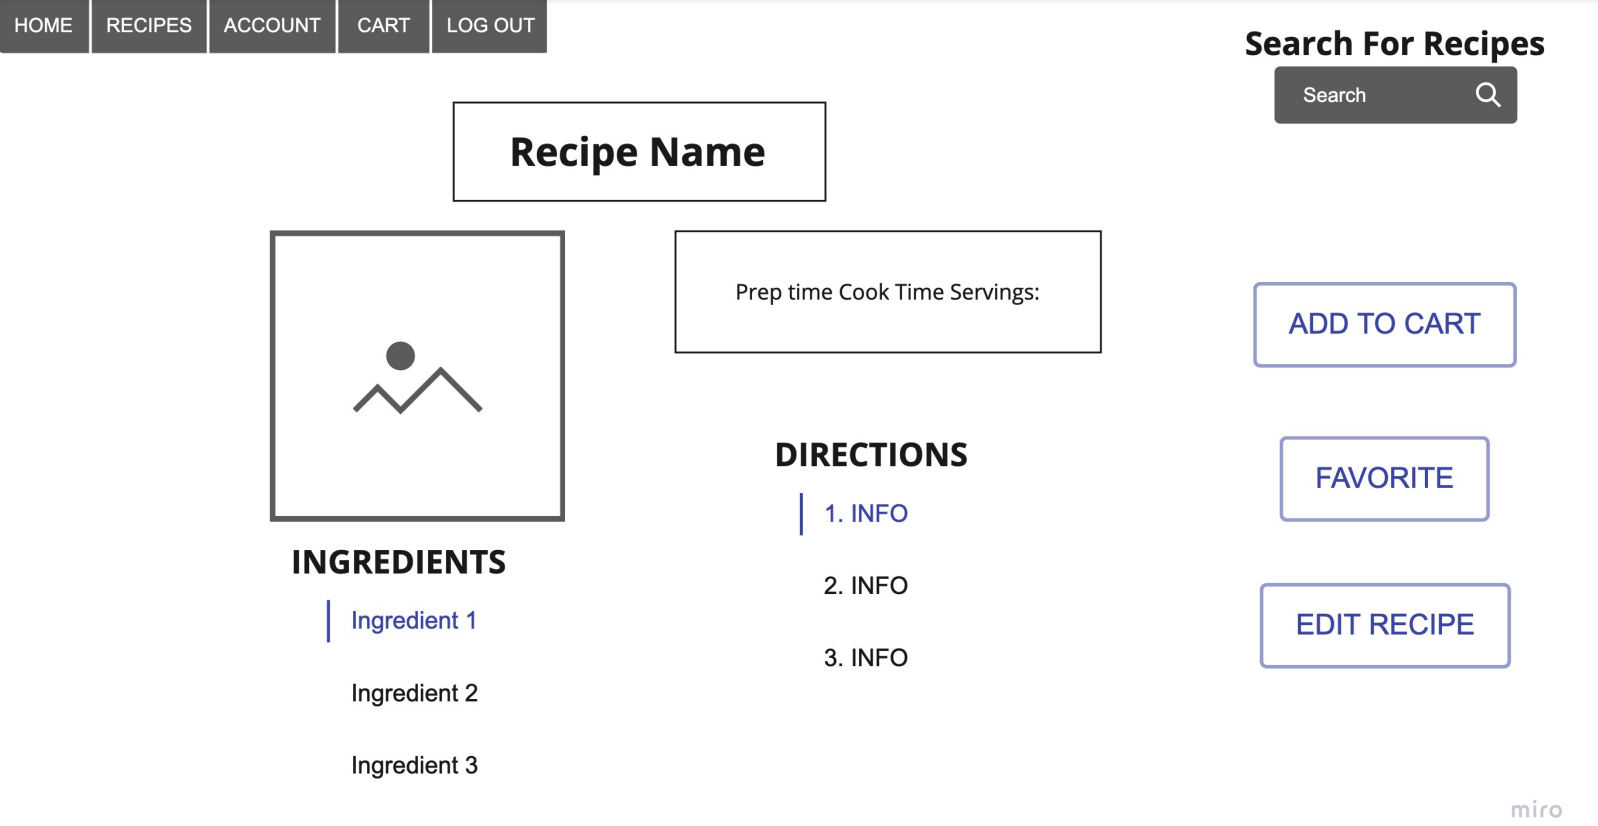 HOME RECIPES ACCOUNT CART LOG OUT
Search For Recipes
Search
Recipe Name
Prep time Cook Time Servings:
ADD TO CART
FAVORITE
EDIT RECIPE
INGREDIENTS
Ingredient 1
Ingredient 2
Ingredient 3
DIRECTIONS
1. INFO
2. INFO
3. INFO
miro